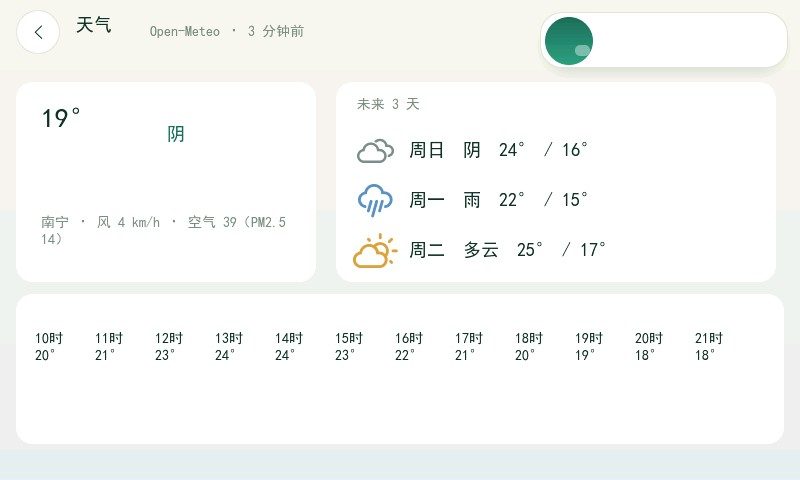 天气
Open-Meteo · 3 分钟前
19°
阴
南宁 · 风 4 km/h · 空气 39（PM2.5
14）
未来 3 天
周日 阴 24° / 16°
周一 雨 22° / 15°
周二 多云 25° / 17°
10时 11时 12时 13时 14时 15时 16时 17时 18时 19时 20时 21时
20° 21° 23° 24° 24° 23° 22° 21° 20° 19° 18° 18°